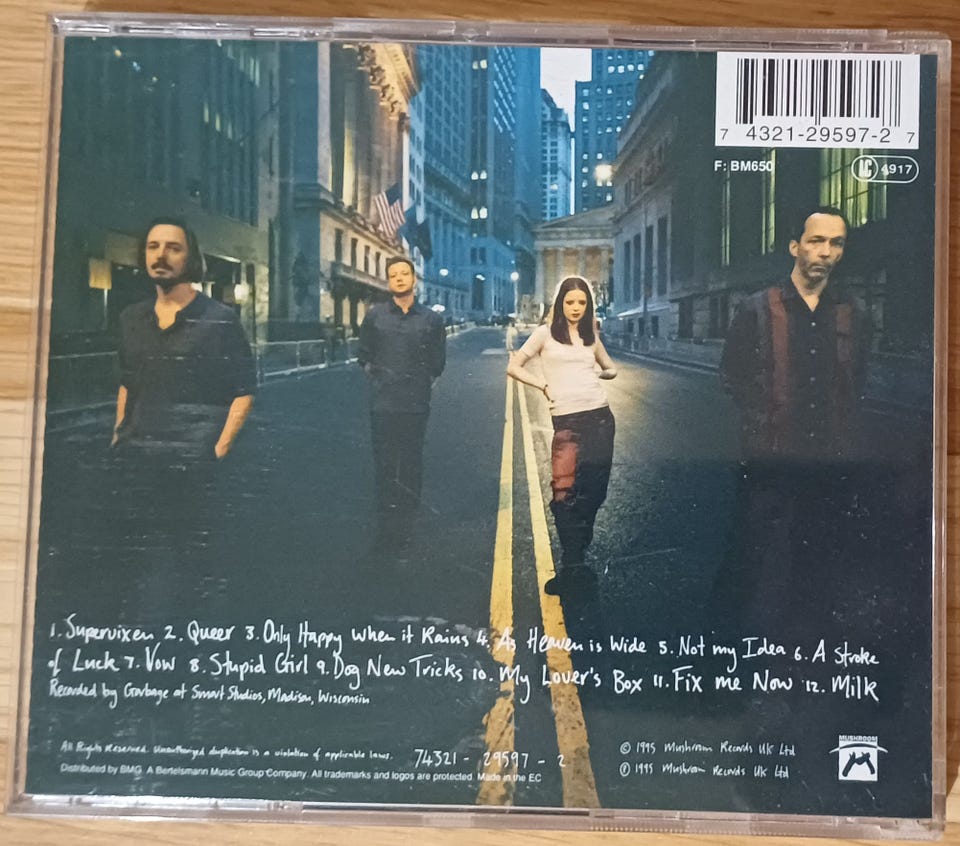 7 4321-29597-2 7
F: BM650
LC 4917
1. Supervixen 2. Queer 3. Only Happy When it Rains 4. As Heaven is Wide 5. Not my Idea 6. A Stroke
of Luck 7. Vow 8. Stupid Girl 9. Dog New Tricks 10. My Lover's Box 11. Fix me Now 12. Milk
Recorded by Garbage at Smart Studios, Madison, Wisconsin
All Rights Reserved. Unauthorized duplication is a violation of applicable laws. 74321 - 29597 - 2
Distributed by BMG. A Bertelsmann Music Group Company. All trademarks and logos are protected. Made in the EC
© 1995 Mushroom Records UK Ltd
℗ 1995 Mushroom Records UK Ltd
MUSHROOM